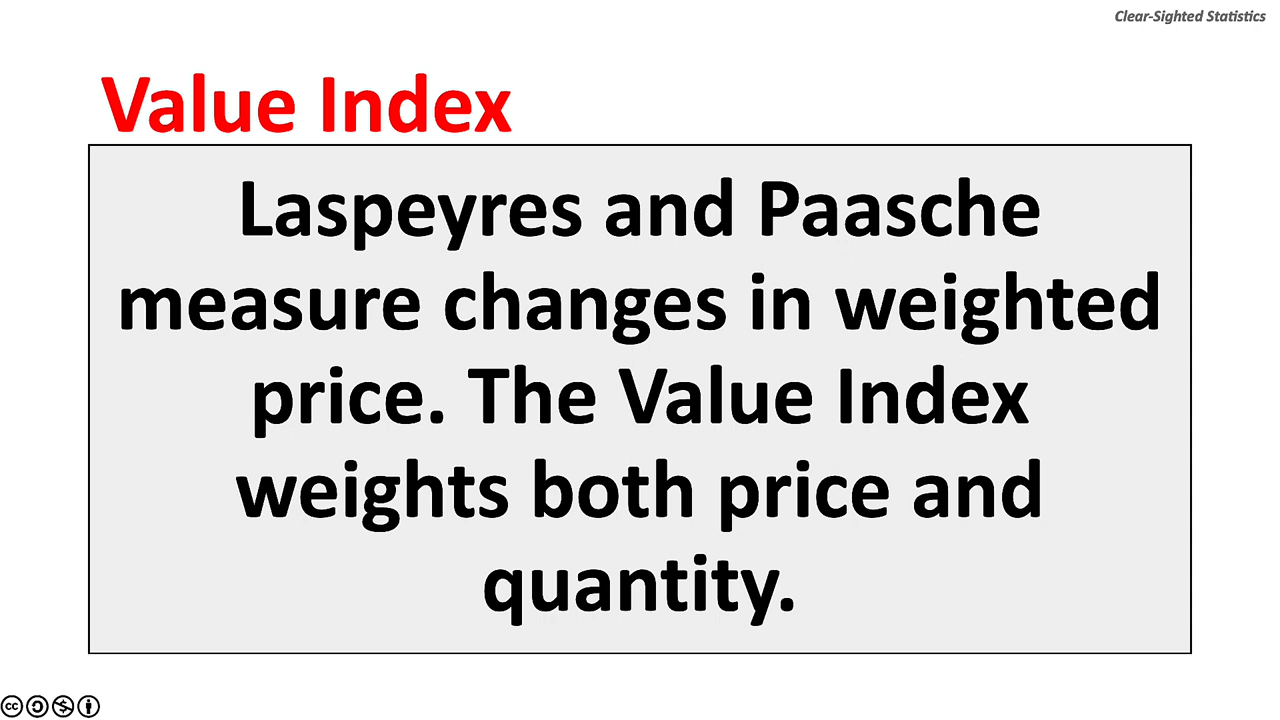 Clear-Sighted Statistics
Value Index
Laspeyres and Paasche
measure changes in weighted
price. The Value Index
weights both price and
quantity.